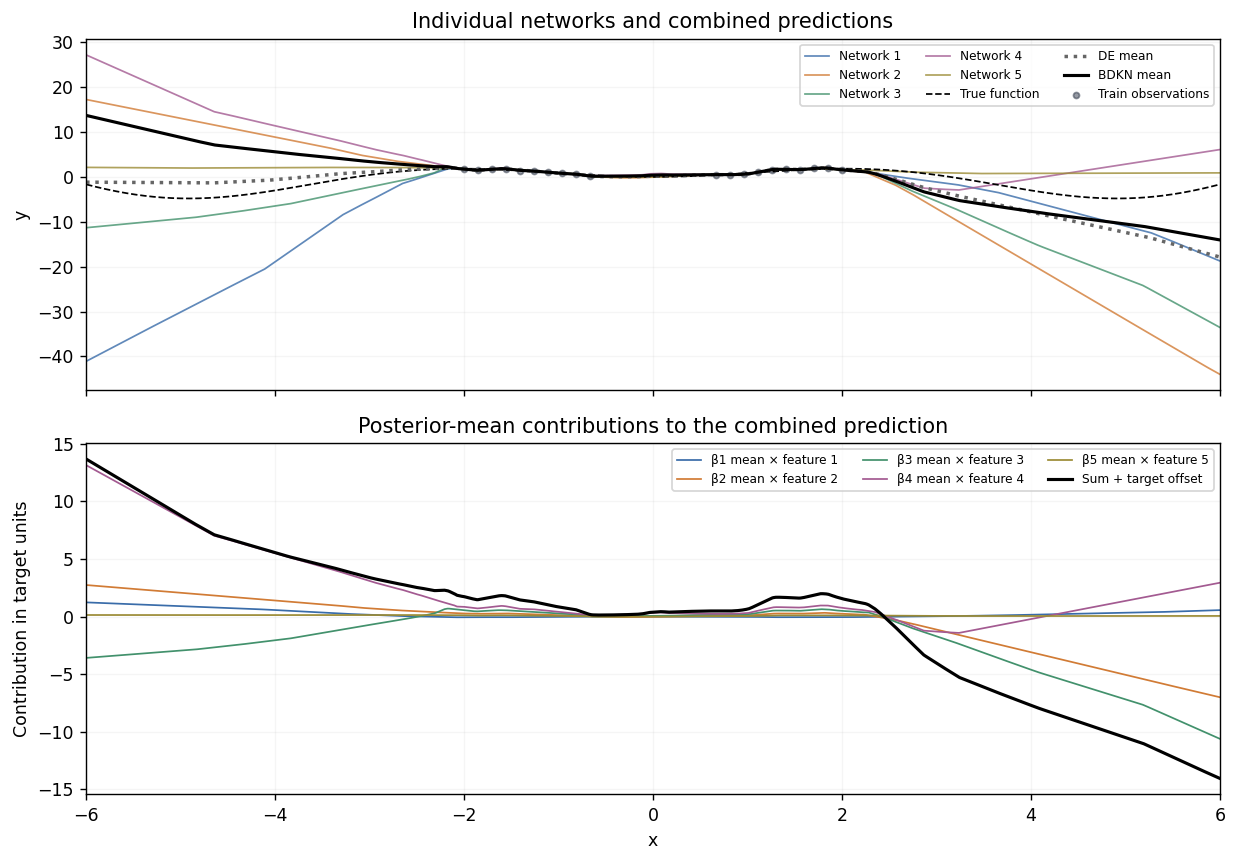 Individual networks and combined predictions
30
20
10
0
−10
−20
−30
−40
y
Network 1
Network 2
Network 3
Network 4
Network 5
True function
DE mean
BDKN mean
Train observations
Posterior-mean contributions to the combined prediction
15
10
5
0
−5
−10
−15
Contribution in target units
β1 mean × feature 1
β2 mean × feature 2
β3 mean × feature 3
β4 mean × feature 4
β5 mean × feature 5
Sum + target offset
−6
−4
−2
0
2
4
6
x